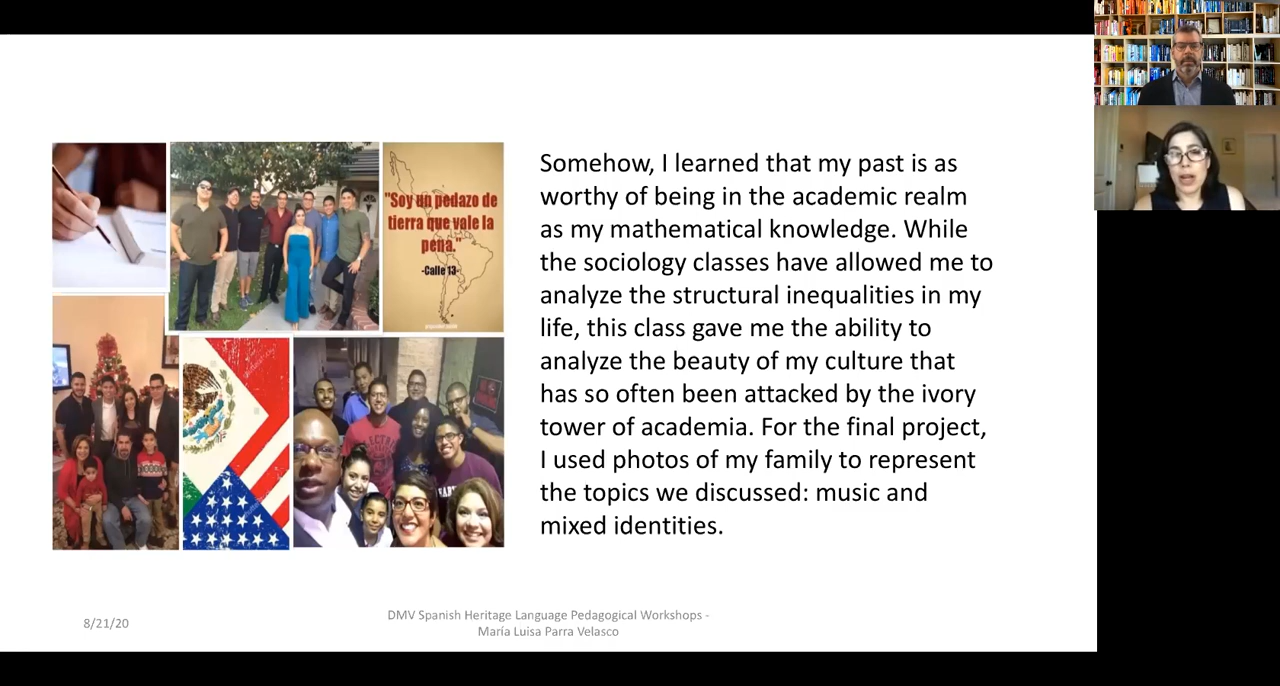 "Soy un pedazo de
tierra que vale la
pena."
-Calle 13-
Somehow, I learned that my past is as
worthy of being in the academic realm
as my mathematical knowledge. While
the sociology classes have allowed me to
analyze the structural inequalities in my
life, this class gave me the ability to
analyze the beauty of my culture that
has so often been attacked by the ivory
tower of academia. For the final project,
I used photos of my family to represent
the topics we discussed: music and
mixed identities.
8/21/20
DMV Spanish Heritage Language Pedagogical Workshops -
María Luisa Parra Velasco